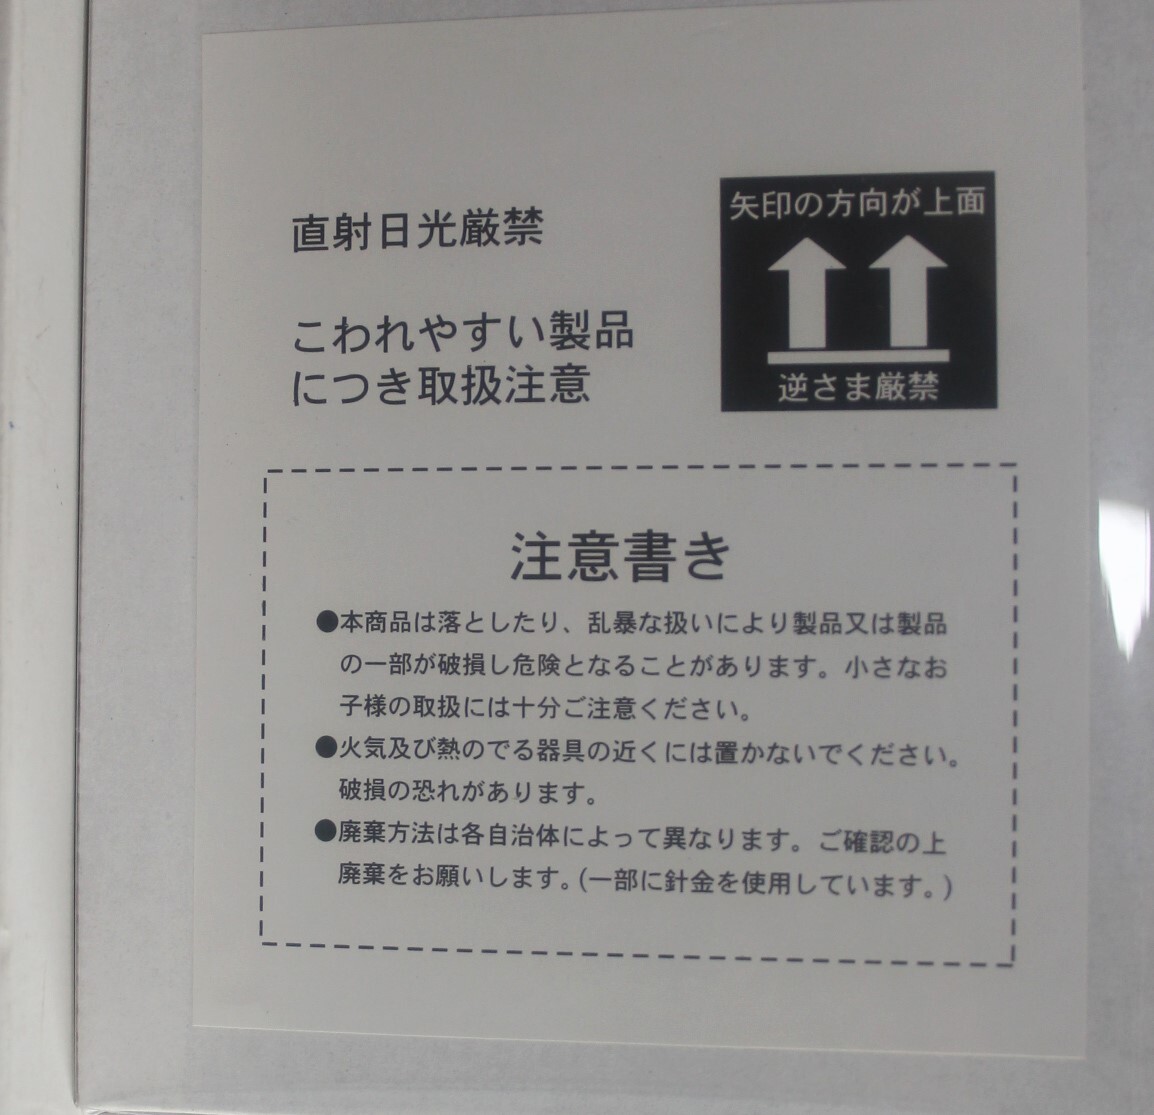 直射日光厳禁
こわれやすい製品
につき取扱注意
矢印の方向が上面
逆さま厳禁
注意書き
●本商品は落としたり、乱暴な扱いにより製品又は製品
の一部が破損し危険となることがあります。小さなお
子様の取扱には十分ご注意ください。
●火気及び熱のでる器具の近くには置かないでください。
破損の恐れがあります。
●廃棄方法は各自治体によって異なります。ご確認の上
廃棄をお願いします。(一部に針金を使用しています。)